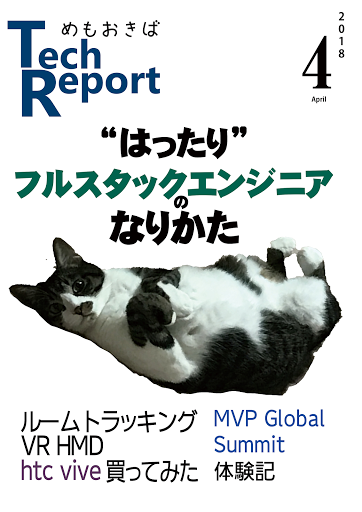 めもおきば
Tech
Report
2018
4
April
“はったり”
フルスタックエンジニア
の
なりかた
ルームトラッキング
VR HMD
htc vive 買ってみた
MVP Global
Summit
体験記